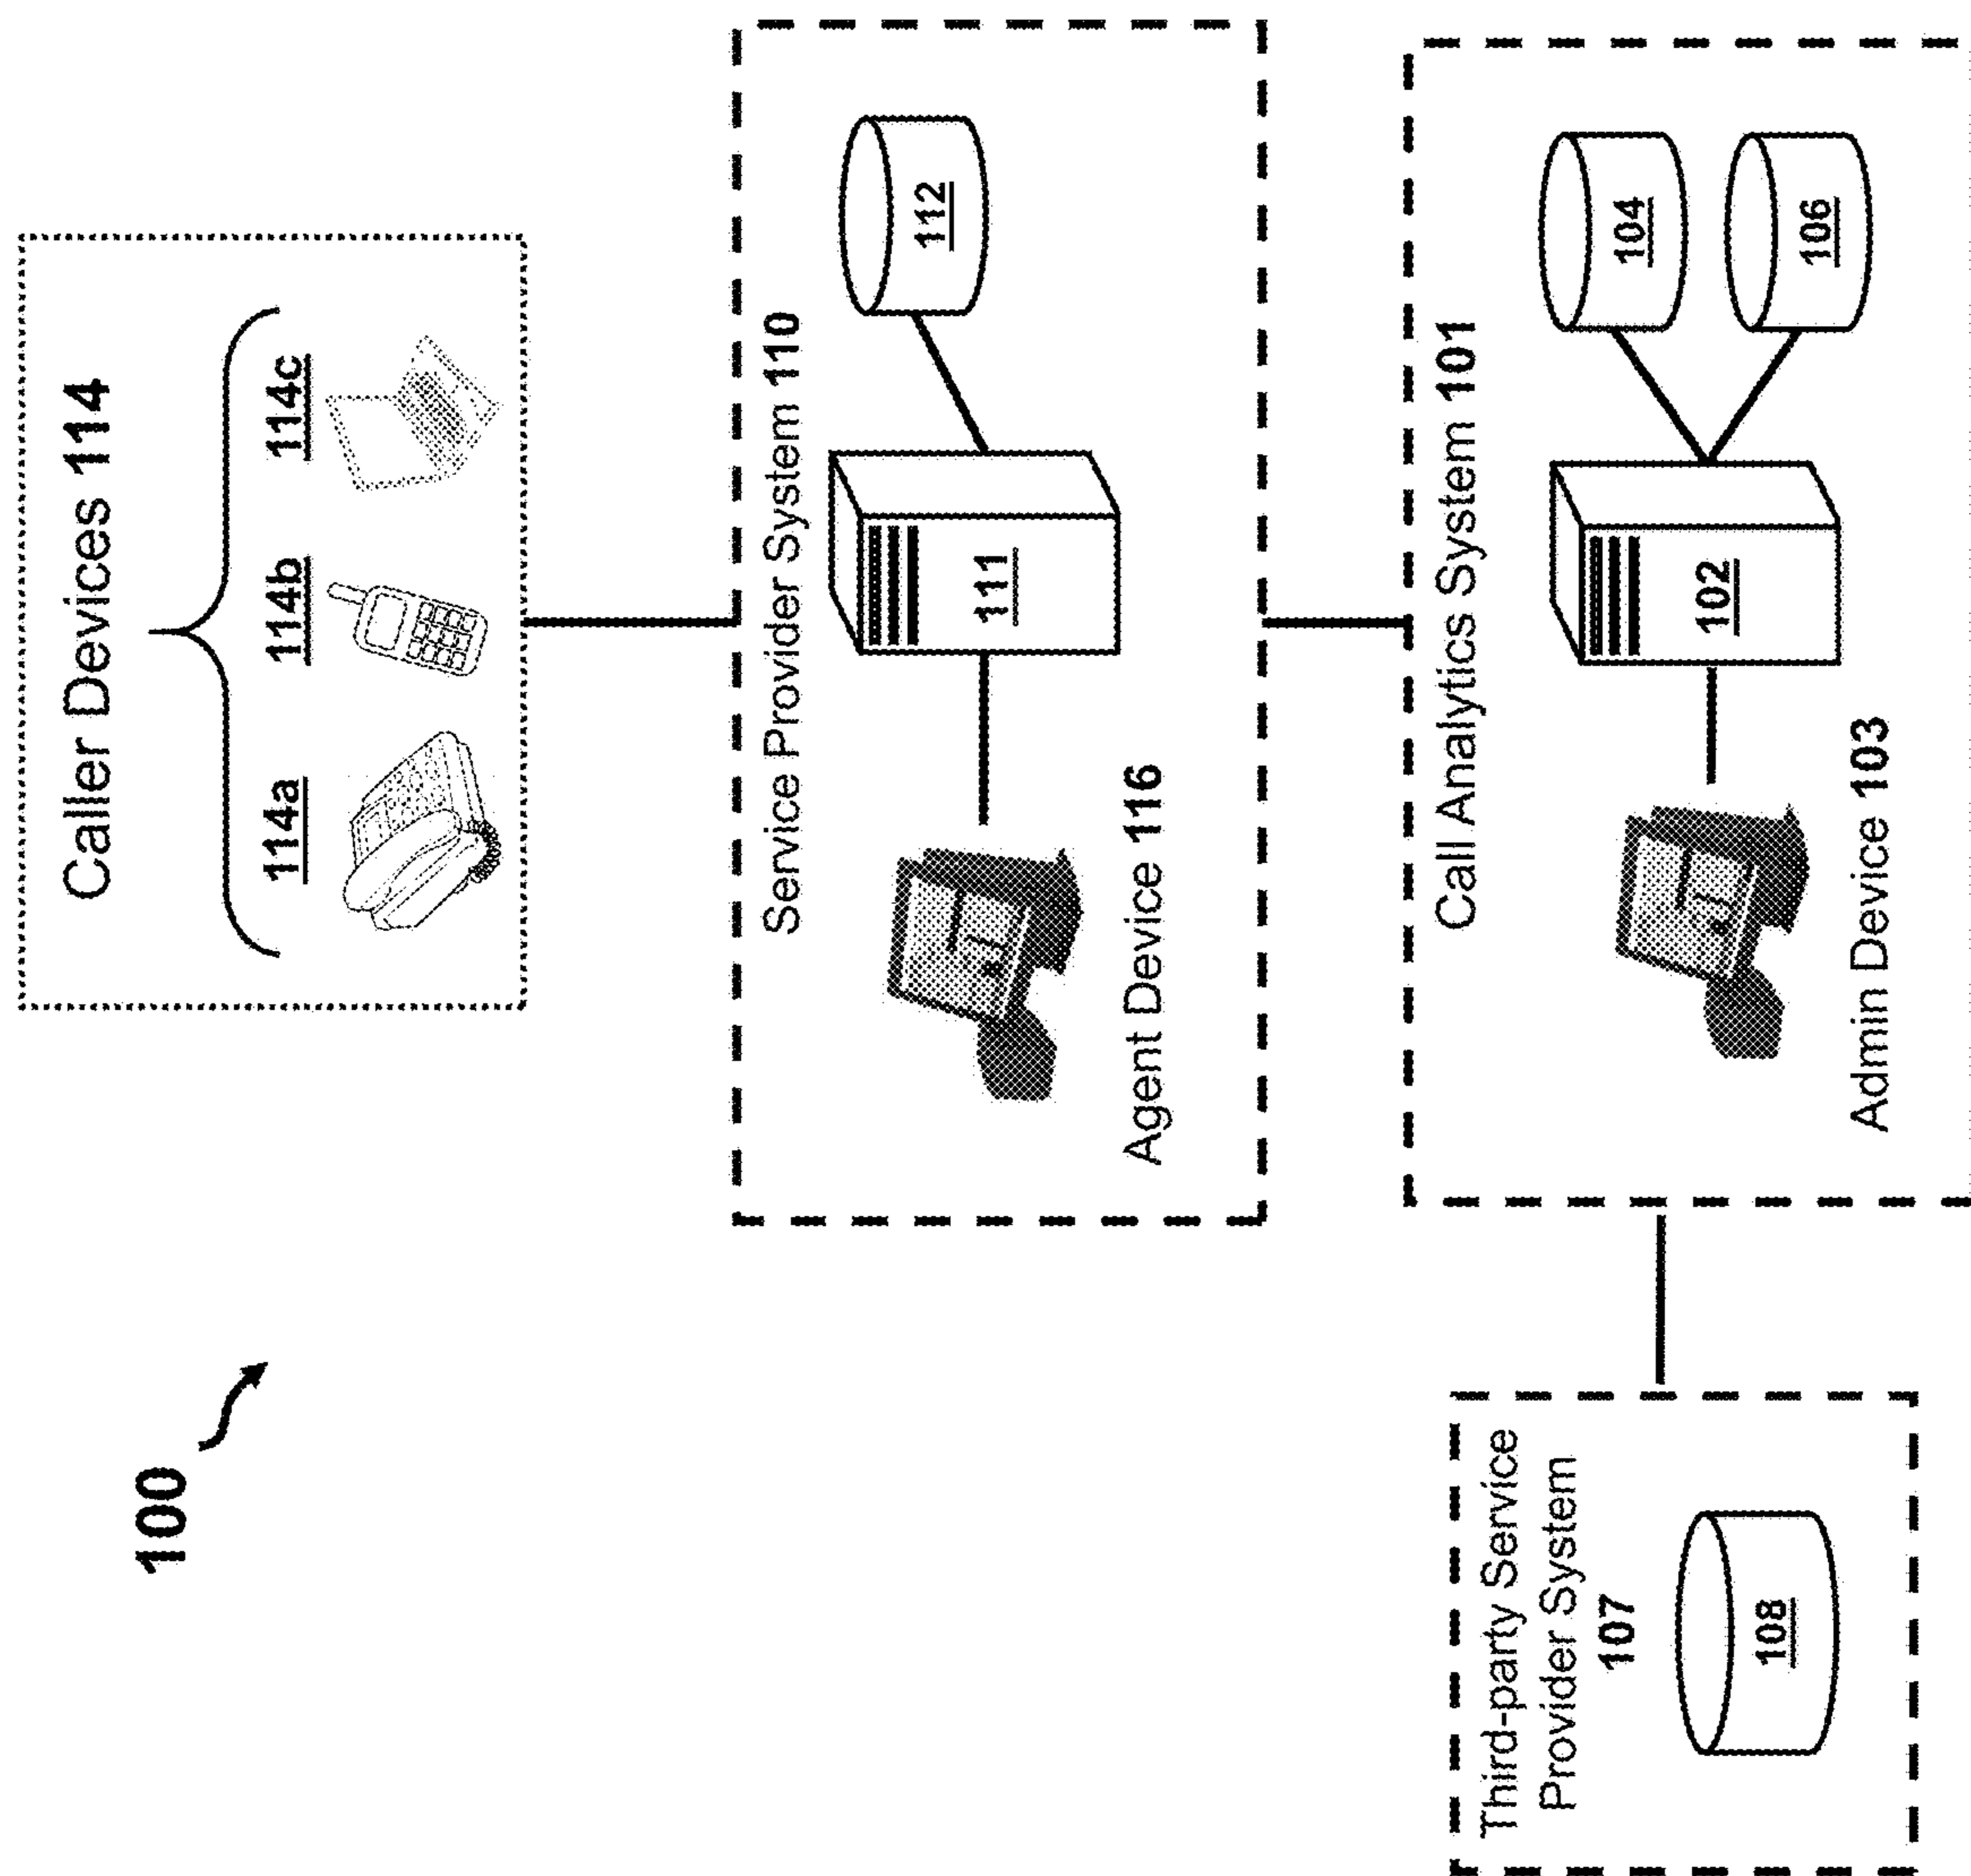 100
Caller Devices 114
114a
114b
114c
Service Provider System 110
111
112
Agent Device 116
Third-party Service
Provider System
107
108
Call Analytics System 101
102
104
106
Admin Device 103